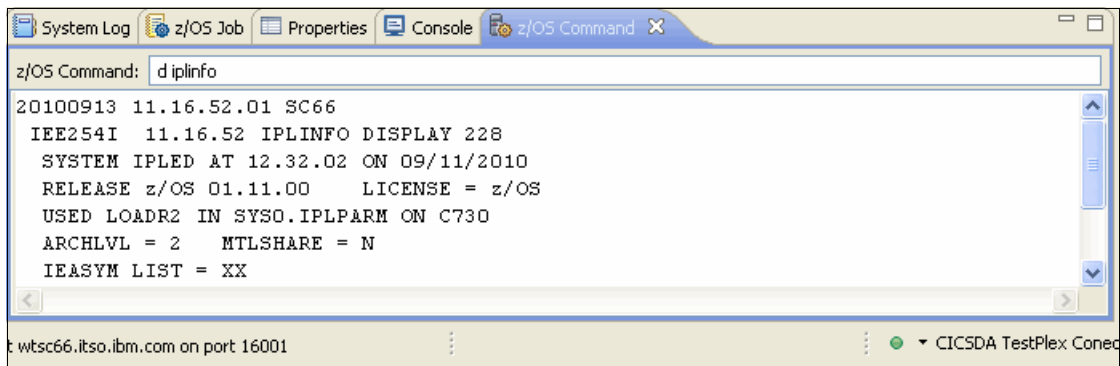 System Log z/OS Job Properties Console z/OS Command
z/OS Command: d iplinfo
20100913 11.16.52.01 SC66
IEE254I 11.16.52 IPLINFO DISPLAY 228
SYSTEM IPLED AT 12.32.02 ON 09/11/2010
RELEASE z/OS 01.11.00 LICENSE = z/OS
USED LOADR2 IN SYS0.IPLPARM ON C730
ARCHLVL = 2 MTLSHARE = N
IEASYM LIST = XX
t wtsc66.itso.ibm.com on port 16001 CICSDA TestPlex Conec